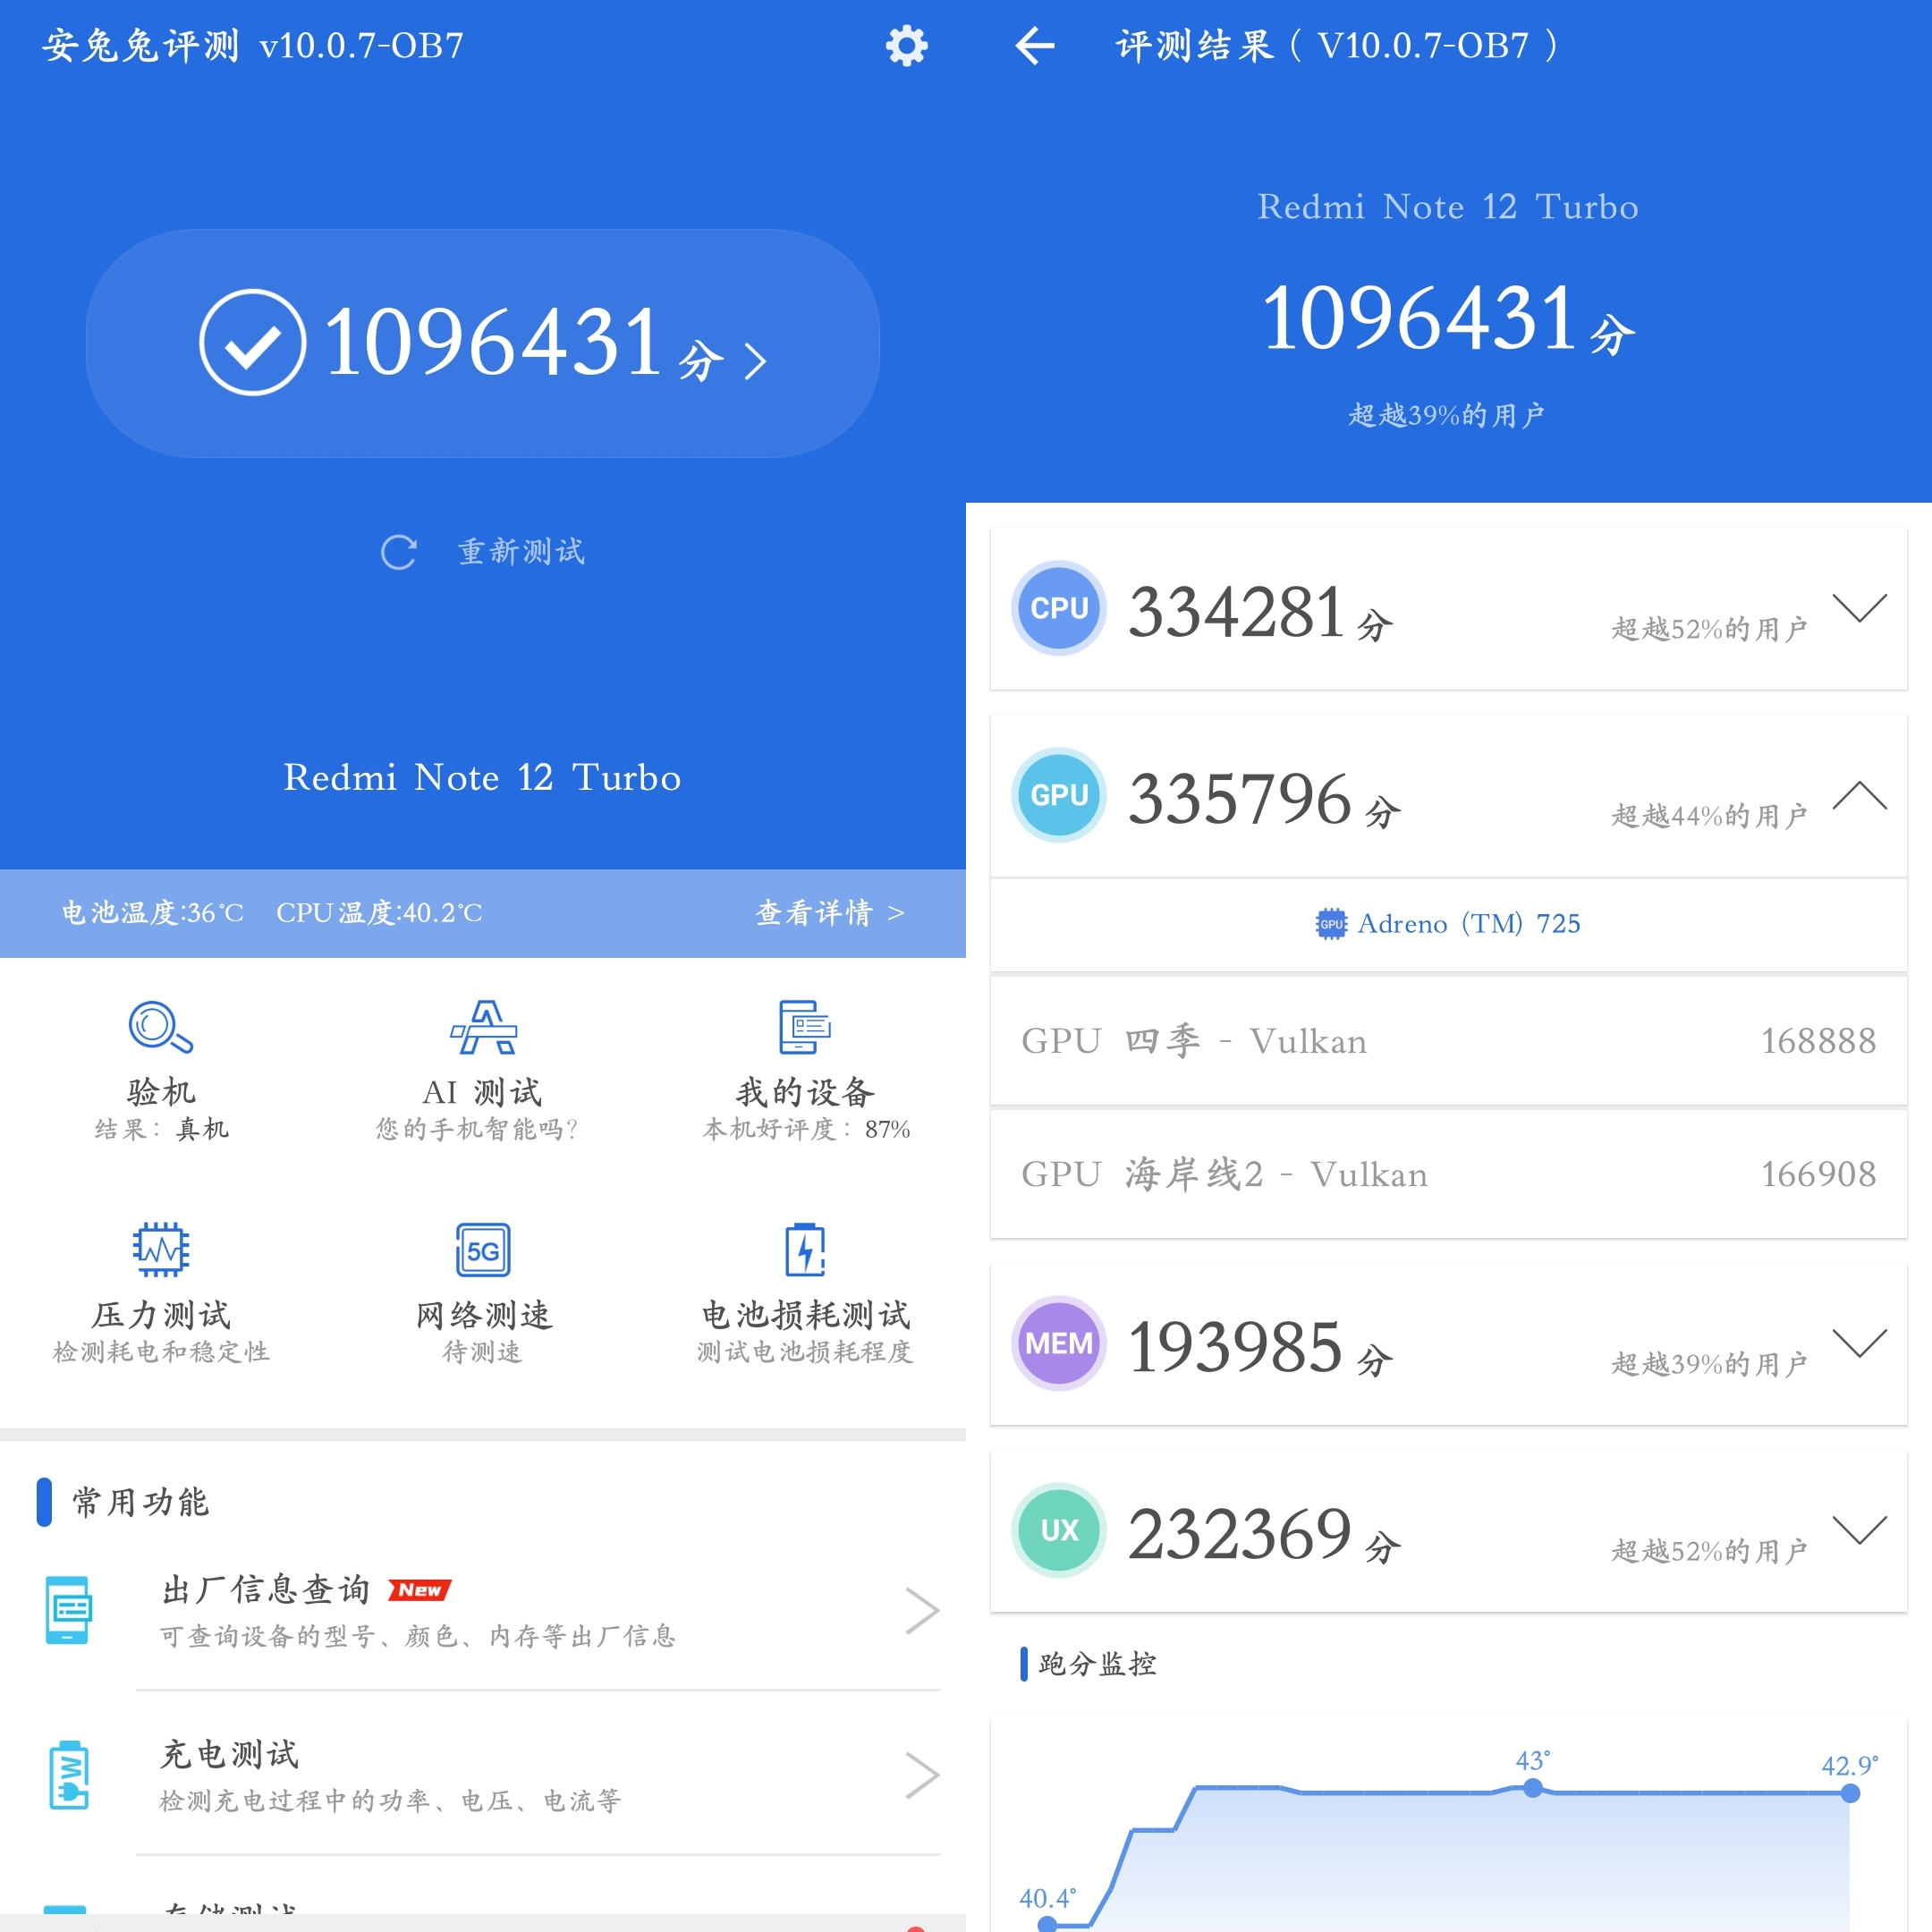 安兔兔评测 v10.0.7-OB7
1096431分
重新测试
Redmi Note 12 Turbo
电池温度:36℃ CPU温度:40.2℃ 查看详情 >
验机 AI 测试 我的设备
结果：真机 您的手机智能吗? 本机好评度：87%
5G
压力测试 网络测速 电池损耗测试
检测耗电和稳定性 待测速 测试电池损耗程度
常用功能
出厂信息查询 New
可查询设备的型号、颜色、内存等出厂信息
W
充电测试
检测充电过程中的功率、电压、电流等
评测结果（V10.0.7-OB7）
Redmi Note 12 Turbo
1096431分
超越39%的用户
CPU 334281分 超越52%的用户
GPU 335796分 超越44%的用户
GPU Adreno (TM) 725
GPU 四季 - Vulkan 168888
GPU 海岸线2 - Vulkan 166908
MEM 193985分 超越39%的用户
UX 232369分 超越52%的用户
跑分监控
43°
42.9°
40.4°